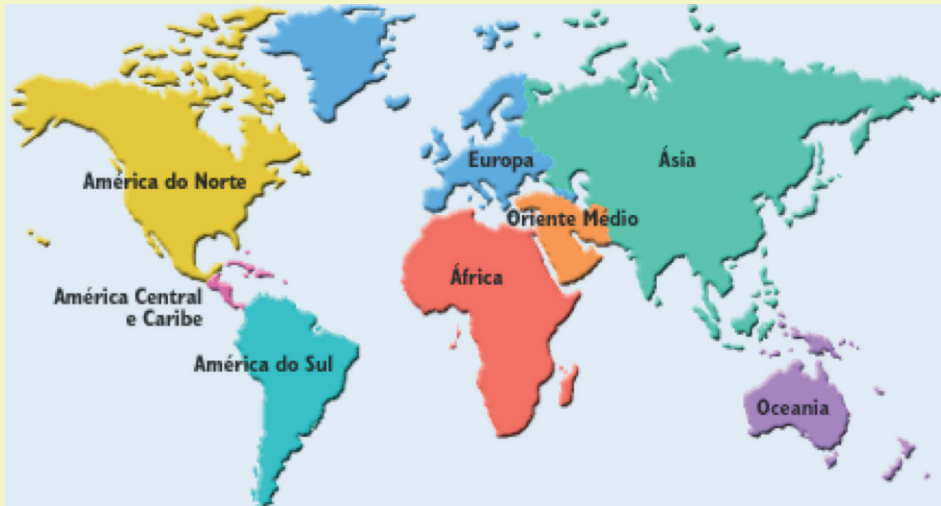 América do Norte
América Central
e Caribe
América do Sul
Europa
Ásia
Oriente Médio
África
Oceania